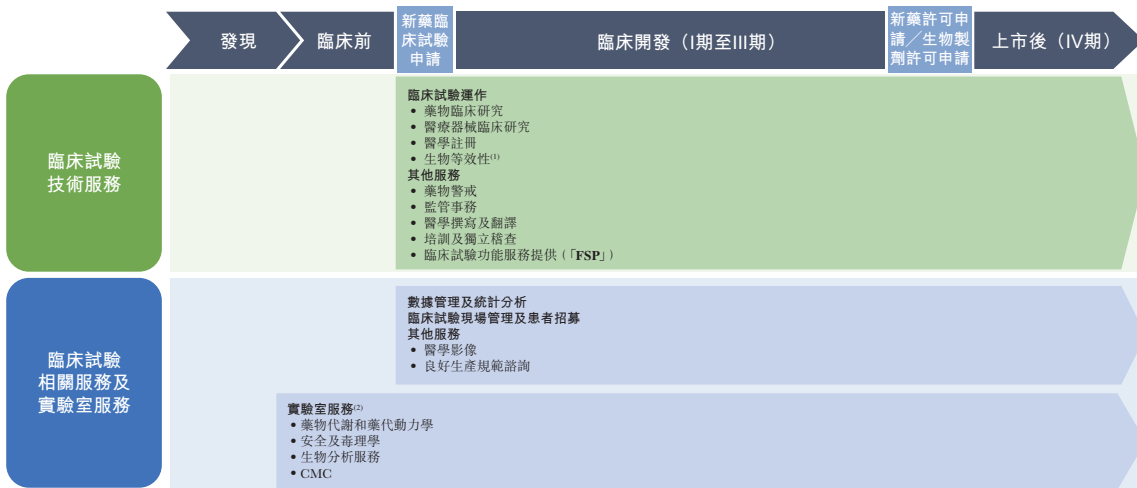 發現
臨床前
新藥臨
床試驗
申請
臨床開發（I期至III期）
新藥許可申
請／生物製
劑許可申請
上市後（IV期）
臨床試驗
技術服務
臨床試驗運作
• 藥物臨床研究
• 醫療器械臨床研究
• 醫學註冊
• 生物等效性⁽¹⁾
其他服務
• 藥物警戒
• 監管事務
• 醫學撰寫及翻譯
• 培訓及獨立稽查
• 臨床試驗功能服務提供（「FSP」）
臨床試驗
相關服務及
實驗室服務
數據管理及統計分析
臨床試驗現場管理及患者招募
其他服務
• 醫學影像
• 良好生產規範諮詢
實驗室服務⁽²⁾
• 藥物代謝和藥代動力學
• 安全及毒理學
• 生物分析服務
• CMC